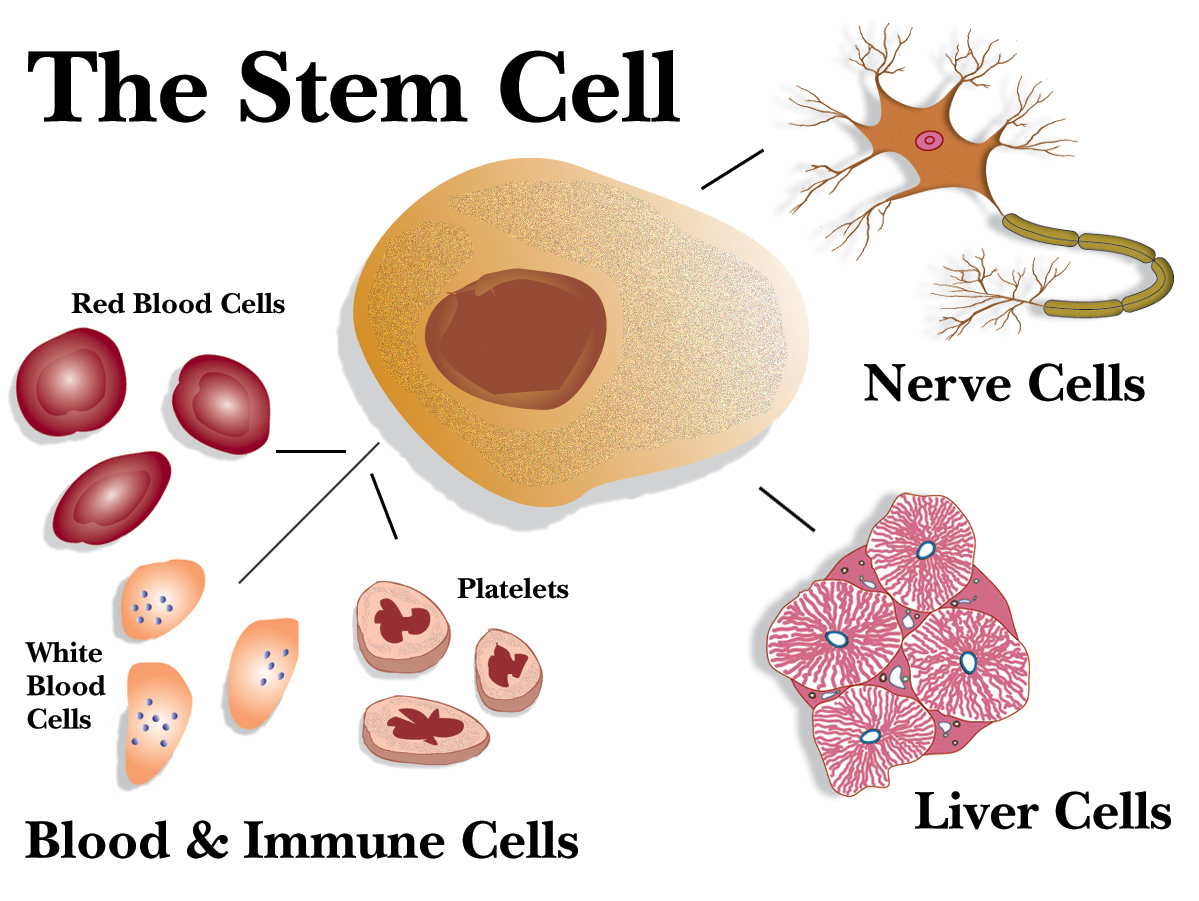 The Stem Cell
Red Blood Cells
Nerve Cells
Platelets
White
Blood
Cells
Liver Cells
Blood & Immune Cells